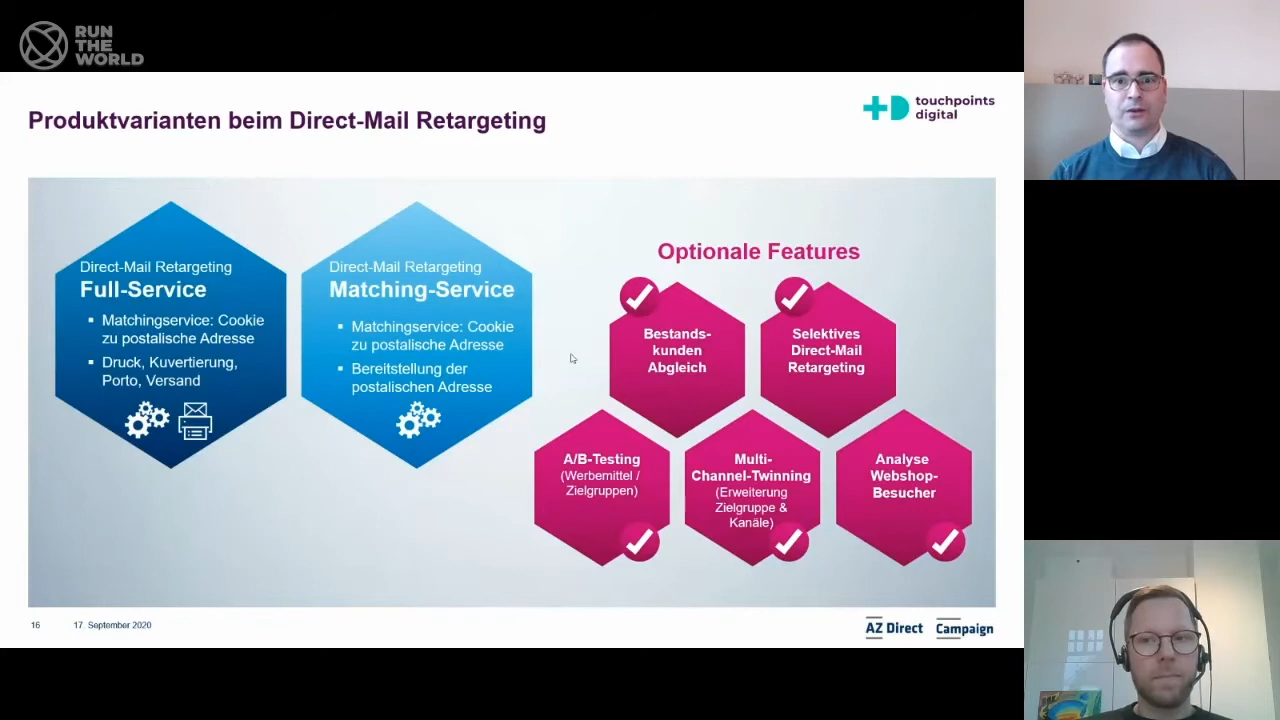 RUN
THE
WORLD
Produktvarianten beim Direct-Mail Retargeting
touchpoints
digital
Direct-Mail Retargeting
Full-Service
▪ Matchingservice: Cookie
zu postalische Adresse
▪ Druck, Kuvertierung,
Porto, Versand
Direct-Mail Retargeting
Matching-Service
▪ Matchingservice: Cookie
zu postalische Adresse
▪ Bereitstellung der
postalischen Adresse
Optionale Features
Bestands-
kunden
Abgleich
Selektives
Direct-Mail
Retargeting
A/B-Testing
(Werbemittel /
Zielgruppen)
Multi-
Channel-Twinning
(Erweiterung
Zielgruppe &
Kanäle)
Analyse
Webshop-
Besucher
16 17. September 2020
AZ Direct Campaign